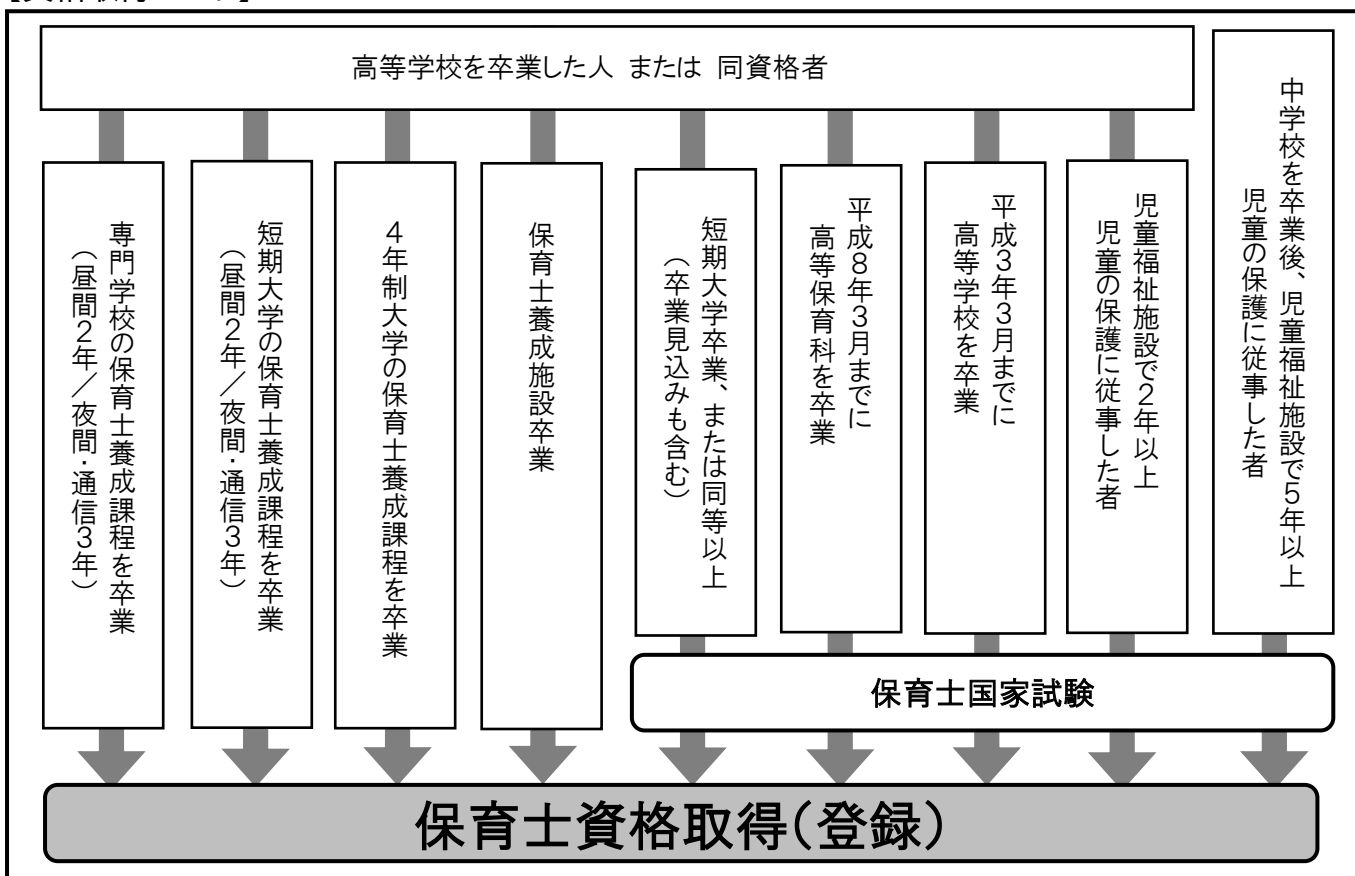 高等学校を卒業した人 または 同資格者
専門学校の保育士養成課程を卒業
（昼間２年／夜間・通信３年）
短期大学の保育士養成課程を卒業
（昼間２年／夜間・通信３年）
４年制大学の保育士養成課程を卒業
保育士養成施設卒業
短期大学卒業、または同等以上
（卒業見込みも含む）
平成８年３月までに
高等保育科を卒業
平成３年３月までに
高等学校を卒業
児童福祉施設で２年以上
児童の保護に従事した者
中学校を卒業後、児童福祉施設で５年以上
児童の保護に従事した者
保育士国家試験
保育士資格取得（登録）